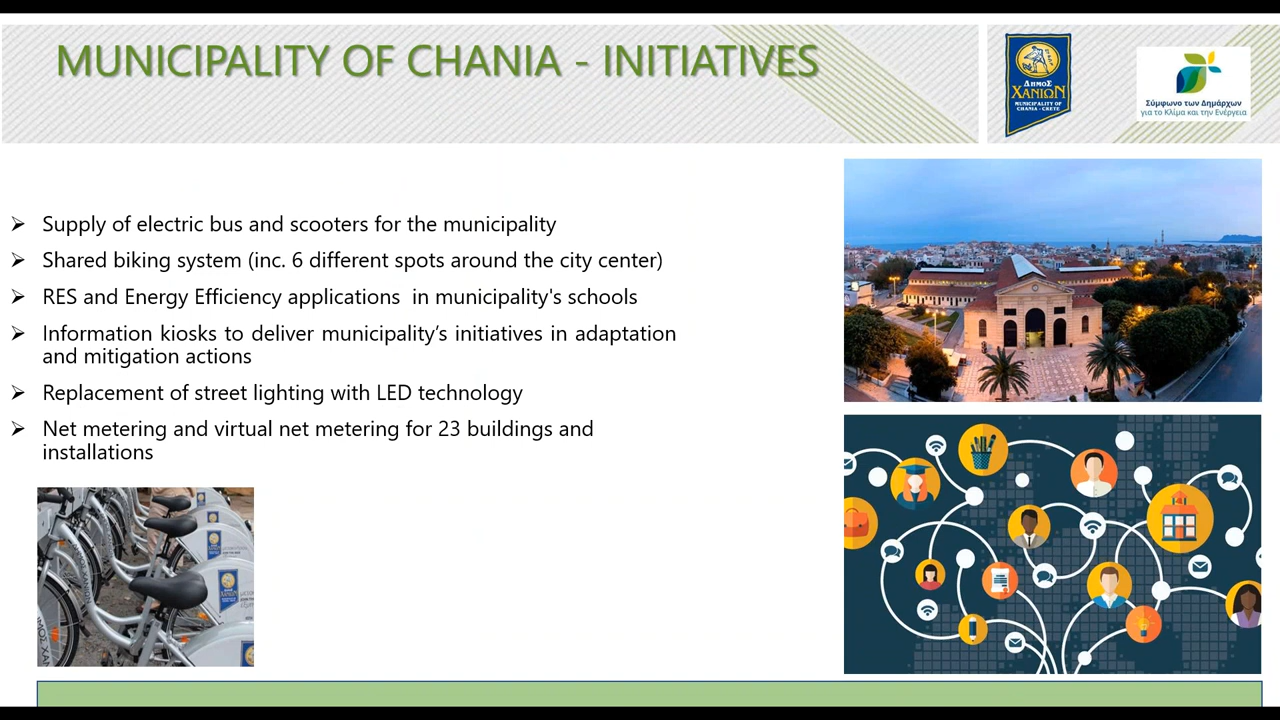 MUNICIPALITY OF CHANIA - INITIATIVES
ΔΗΜΟΣ
ΧΑΝΙΩΝ
MUNICIPALITY OF
CHANIA - CRETE
Σύμφωνο των Δημάρχων
για το Κλίμα και την Ενέργεια
Supply of electric bus and scooters for the municipality
Shared biking system (inc. 6 different spots around the city center)
RES and Energy Efficiency applications in municipality's schools
Information kiosks to deliver municipality’s initiatives in adaptation
and mitigation actions
Replacement of street lighting with LED technology
Net metering and virtual net metering for 23 buildings and
installations